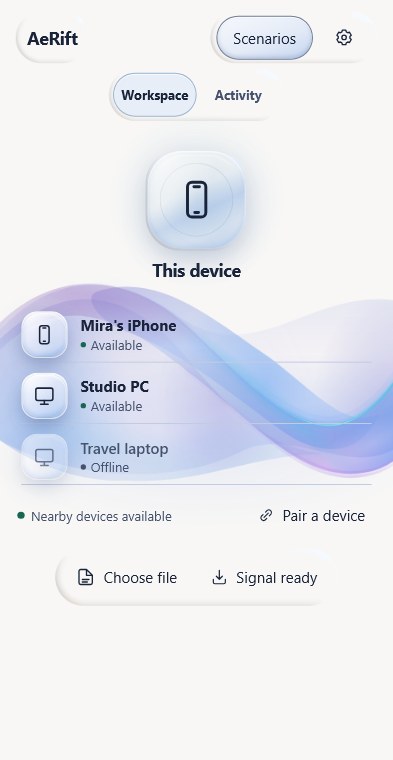 AeRift
Scenarios
Workspace
Activity
This device
Mira's iPhone
Available
Studio PC
Available
Travel laptop
Offline
Nearby devices available
Pair a device
Choose file
Signal ready